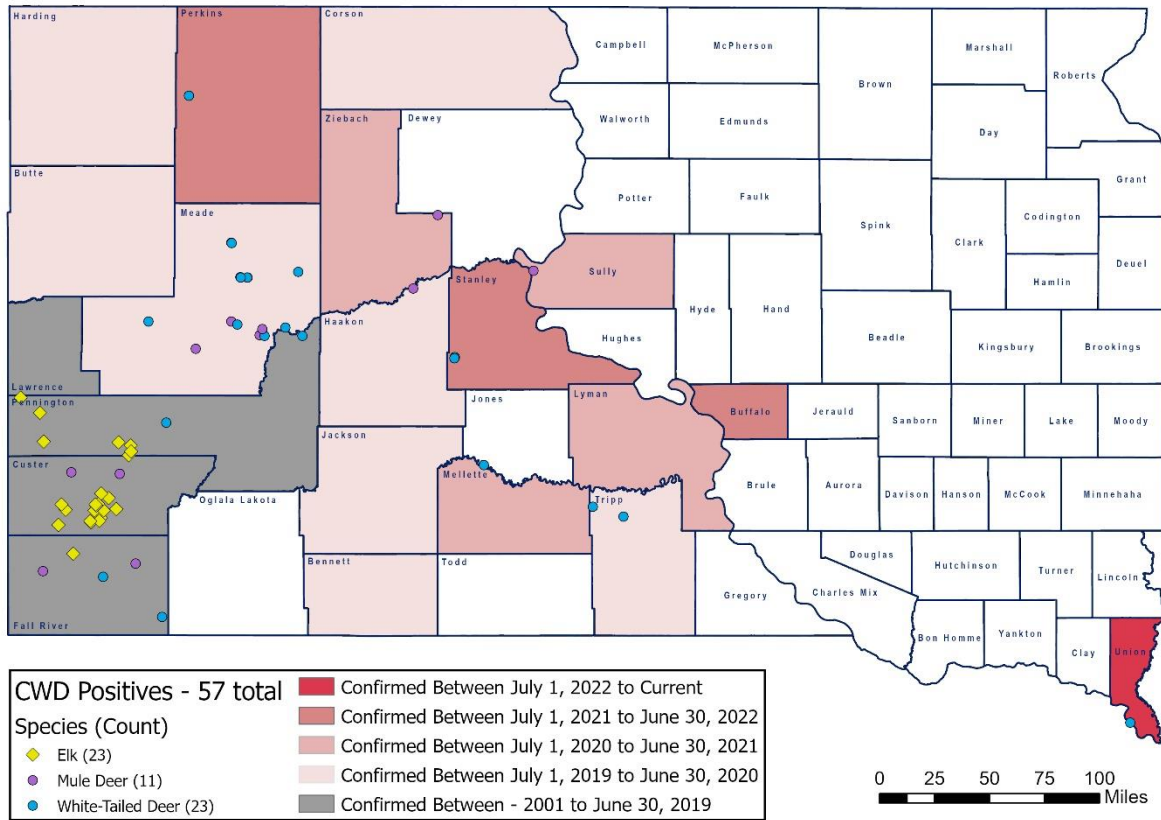 Harding
Perkins
Corson
Campbell
McPherson
Marshall
Roberts
Brown
Ziebach
Dewey
Walworth
Edmunds
Day
Butte
Grant
Potter
Faulk
Meade
Codington
Spink
Clark
Sully
Stanley
Deuel
Hamlin
Hyde
Hand
Haakon
Hughes
Beadle
Kingsbury
Brookings
Lawrence
Pennington
Jones
Lyman
Buffalo
Jerauld
Sanborn
Miner
Lake
Moody
Jackson
Custer
Mellette
Oglala Lakota
Tripp
Brule
Aurora
Davison
Hanson
McCook
Minnehaha
Bennett
Todd
Douglas
Hutchinson
Turner
Lincoln
Gregory
Charles Mix
Fall River
Bon Homme
Yankton
Clay
Union
CWD Positives - 57 total
Species (Count)
Elk (23)
Mule Deer (11)
White-Tailed Deer (23)
Confirmed Between July 1, 2022 to Current
Confirmed Between July 1, 2021 to June 30, 2022
Confirmed Between July 1, 2020 to June 30, 2021
Confirmed Between July 1, 2019 to June 30, 2020
Confirmed Between - 2001 to June 30, 2019
0 25 50 75 100
Miles